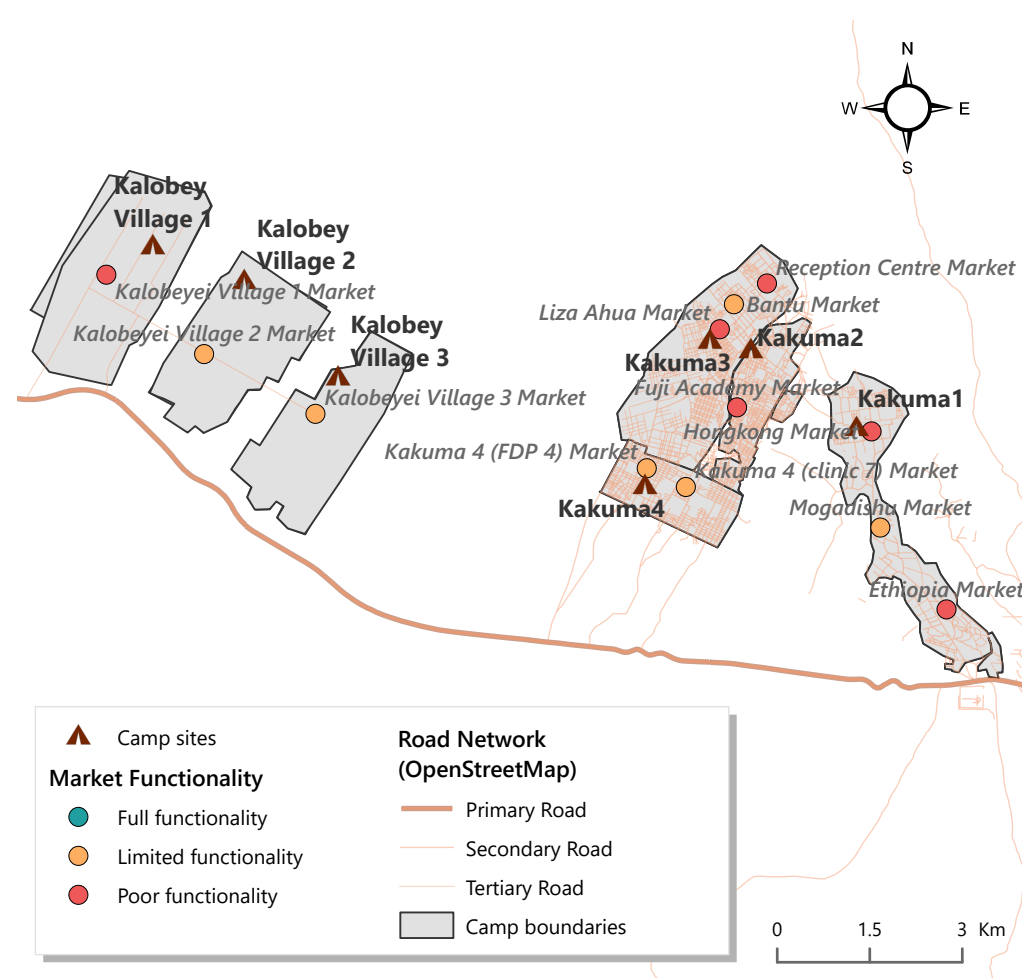 N
W
E
S
Kalobey
Village 1
Kalobey
Village 2
Reception Centre Market
Kalobeyei Village 1 Market
Bantu Market
Liza Ahua Market
Kalobeyei Village 2 Market
Kalobey
Village 3
Kakuma2
Kakuma3
Fuji Academy Market
Kalobeyei Village 3 Market
Kakuma1
Hongkong Market
Kakuma 4 (FDP 4) Market
Kakuma 4 (clinic 7) Market
Kakuma4
Mogadishu Market
Ethiopia Market
Camp sites
Market Functionality
Full functionality
Limited functionality
Poor functionality
Road Network
(OpenStreetMap)
Primary Road
Secondary Road
Tertiary Road
Camp boundaries
0 1.5 3 Km